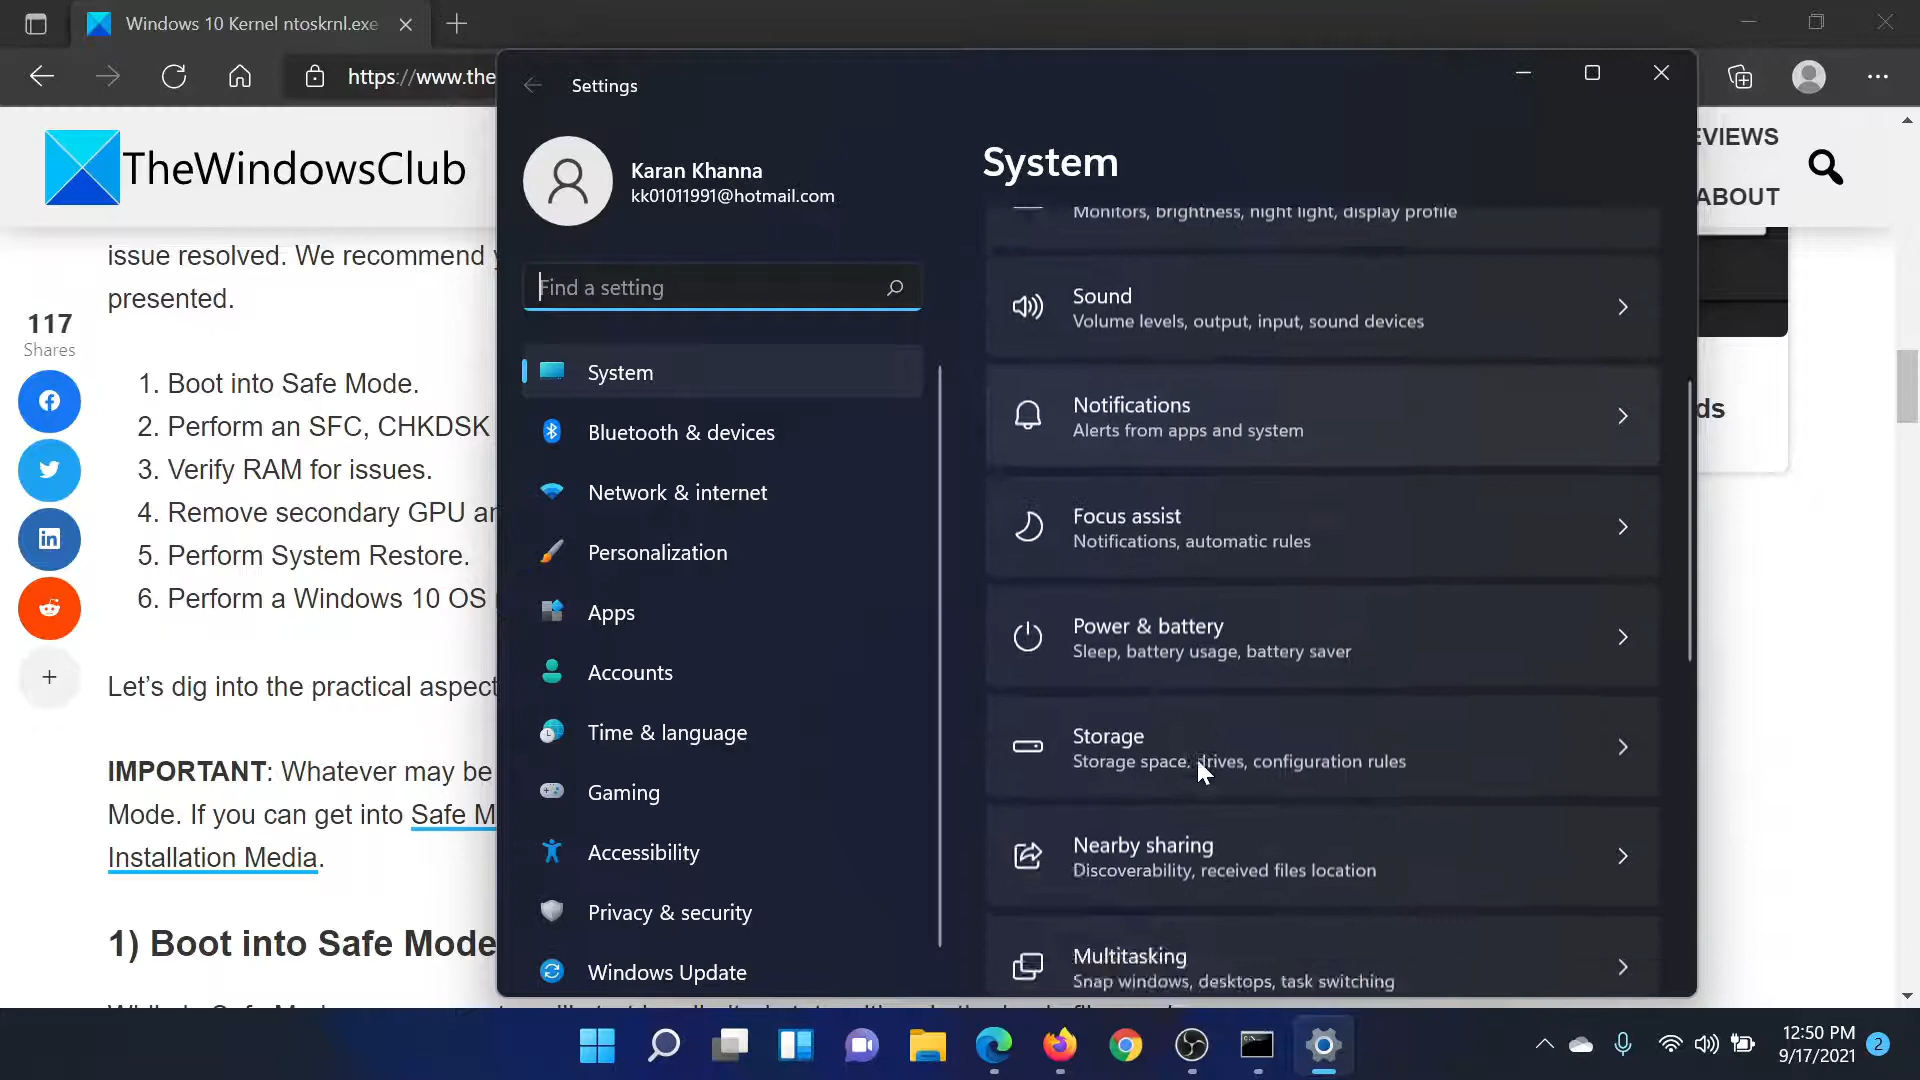 Windows 10 Kernel ntoskrnl.exe
https://www.the
Settings
TheWindowsClub
EVIEWS
ABOUT
issue resolved. We recommend
presented.
117
Shares
1. Boot into Safe Mode.
2. Perform an SFC, CHKDSK
3. Verify RAM for issues.
4. Remove secondary GPU
5. Perform System Restore.
6. Perform a Windows 10 OS
Let's dig into the practical aspect
IMPORTANT: Whatever may be
Mode. If you can get into Safe M
Installation Media.
1) Boot into Safe Mode
Karan Khanna
kk01011991@hotmail.com
Find a setting
System
Bluetooth & devices
Network & internet
Personalization
Apps
Accounts
Time & language
Gaming
Accessibility
Privacy & security
Windows Update
System
Monitors, brightness, night light, display profile
Sound
Volume levels, output, input, sound devices
Notifications
Alerts from apps and system
Focus assist
Notifications, automatic rules
Power & battery
Sleep, battery usage, battery saver
Storage
Storage space, drives, configuration rules
Nearby sharing
Discoverability, received files location
Multitasking
Snap windows, desktops, task switching
ds
12:50 PM
9/17/2021
2